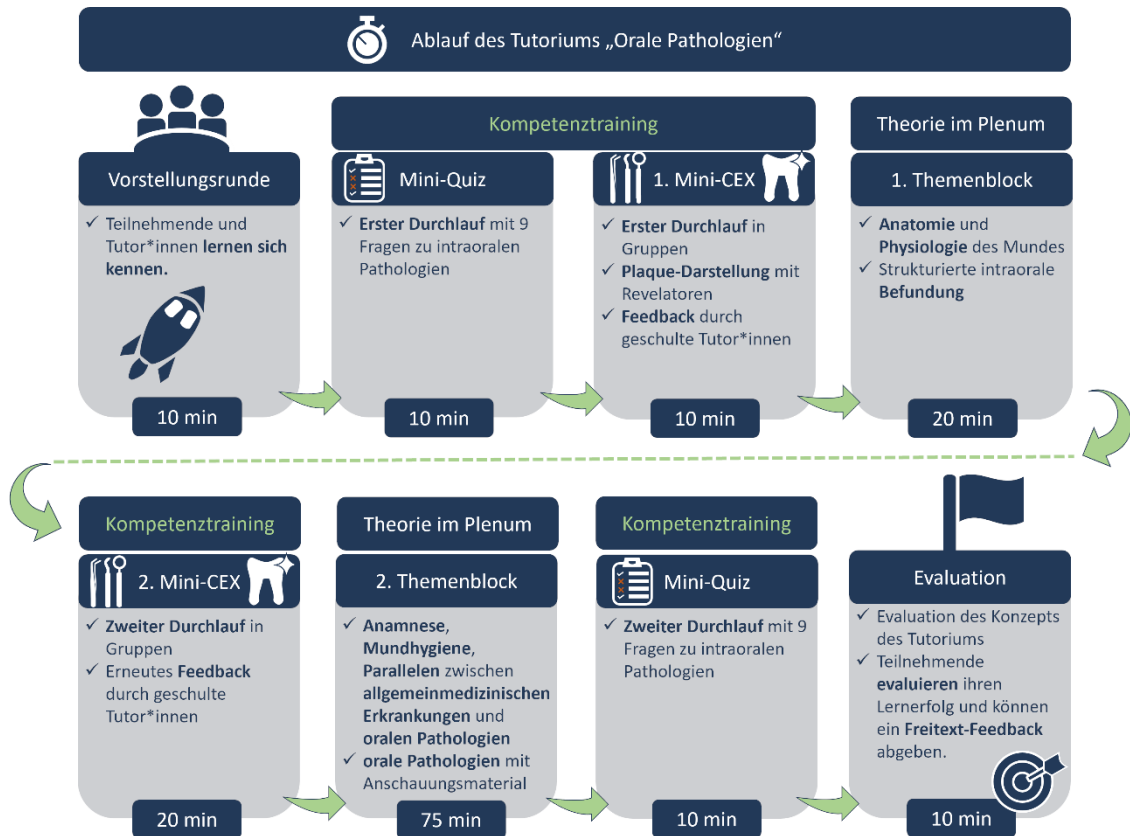 Ablauf des Tutoriums „Orale Pathologien“
Kompetenztraining
Theorie im Plenum
Vorstellungsrunde
Mini-Quiz
1. Mini-CEX
1. Themenblock
✓ Teilnehmende und
Tutor*innen lernen sich
kennen.
10 min
✓ Erster Durchlauf mit 9
Fragen zu intraoralen
Pathologien
10 min
✓ Erster Durchlauf in
Gruppen
✓ Plaque-Darstellung mit
Revelatoren
✓ Feedback durch
geschulte Tutor*innen
10 min
✓ Anatomie und
Physiologie des Mundes
✓ Strukturierte intraorale
Befundung
20 min
Kompetenztraining
2. Mini-CEX
✓ Zweiter Durchlauf in
Gruppen
✓ Erneutes Feedback
durch geschulte
Tutor*innen
20 min
Theorie im Plenum
2. Themenblock
✓ Anamnese,
Mundhygiene,
Parallelen zwischen
allgemeinmedizinischen
Erkrankungen und
oralen Pathologien
✓ orale Pathologien mit
Anschauungsmaterial
75 min
Kompetenztraining
Mini-Quiz
✓ Zweiter Durchlauf mit 9
Fragen zu intraoralen
Pathologien
10 min
Evaluation
✓ Evaluation des Konzepts
des Tutoriums
✓ Teilnehmende
evaluieren ihren
Lernerfolg und können
ein Freitext-Feedback
abgeben.
10 min